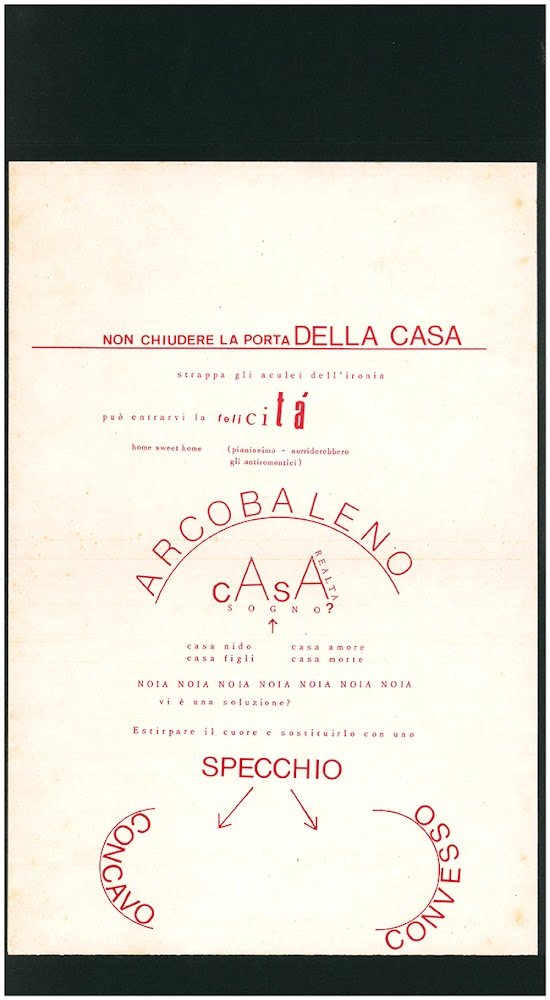 NON CHIUDERE LA PORTA DELLA CASA
strappa gli aculei dell'ironia
può entrarvi la feliCitá
home sweet home (pianissimo - sorriderebbero
gli antiromantici)
ARCOBALENO
cAsA
REALTA
SOGNO?
casa nido casa amore
casa figli casa morte
NOIA NOIA NOIA NOIA NOIA NOIA NOIA
vi è una soluzione?
Estirpare il cuore e sostituirlo con uno
SPECCHIO
CONCAVO
CONVESSO